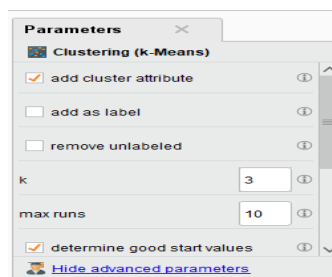 Parameters
Clustering (k-Means)
add cluster attribute
add as label
remove unlabeled
k 3
max runs 10
determine good start values
Hide advanced parameters